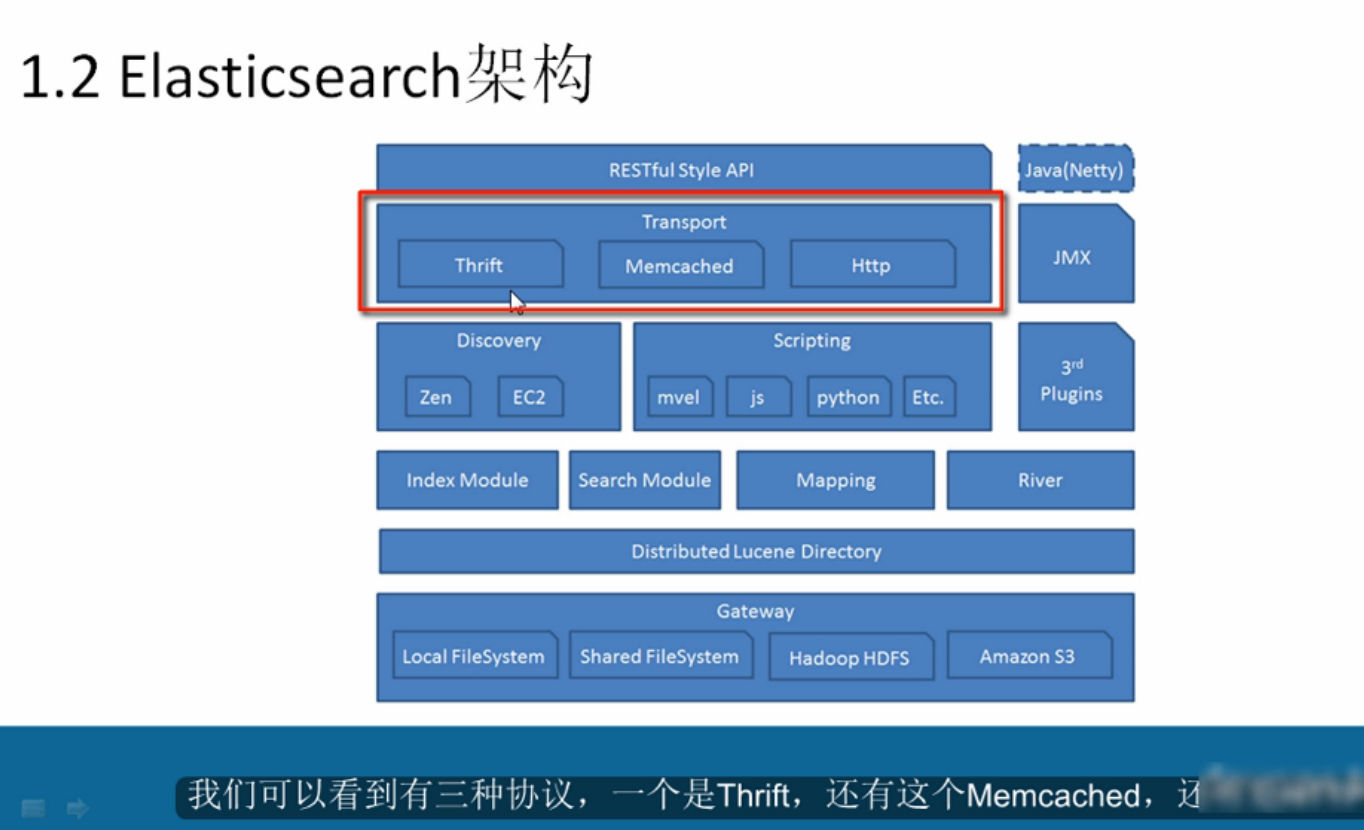 1.2 Elasticsearch架构
RESTful Style API
Java(Netty)
Transport
Thrift
Memcached
Http
JMX
Discovery
Zen
EC2
Scripting
mvel
js
python
Etc.
3rd
Plugins
Index Module
Search Module
Mapping
River
Distributed Lucene Directory
Gateway
Local FileSystem
Shared FileSystem
Hadoop HDFS
Amazon S3
我们可以看到有三种协议，一个是Thrift，还有这个Memcached，还